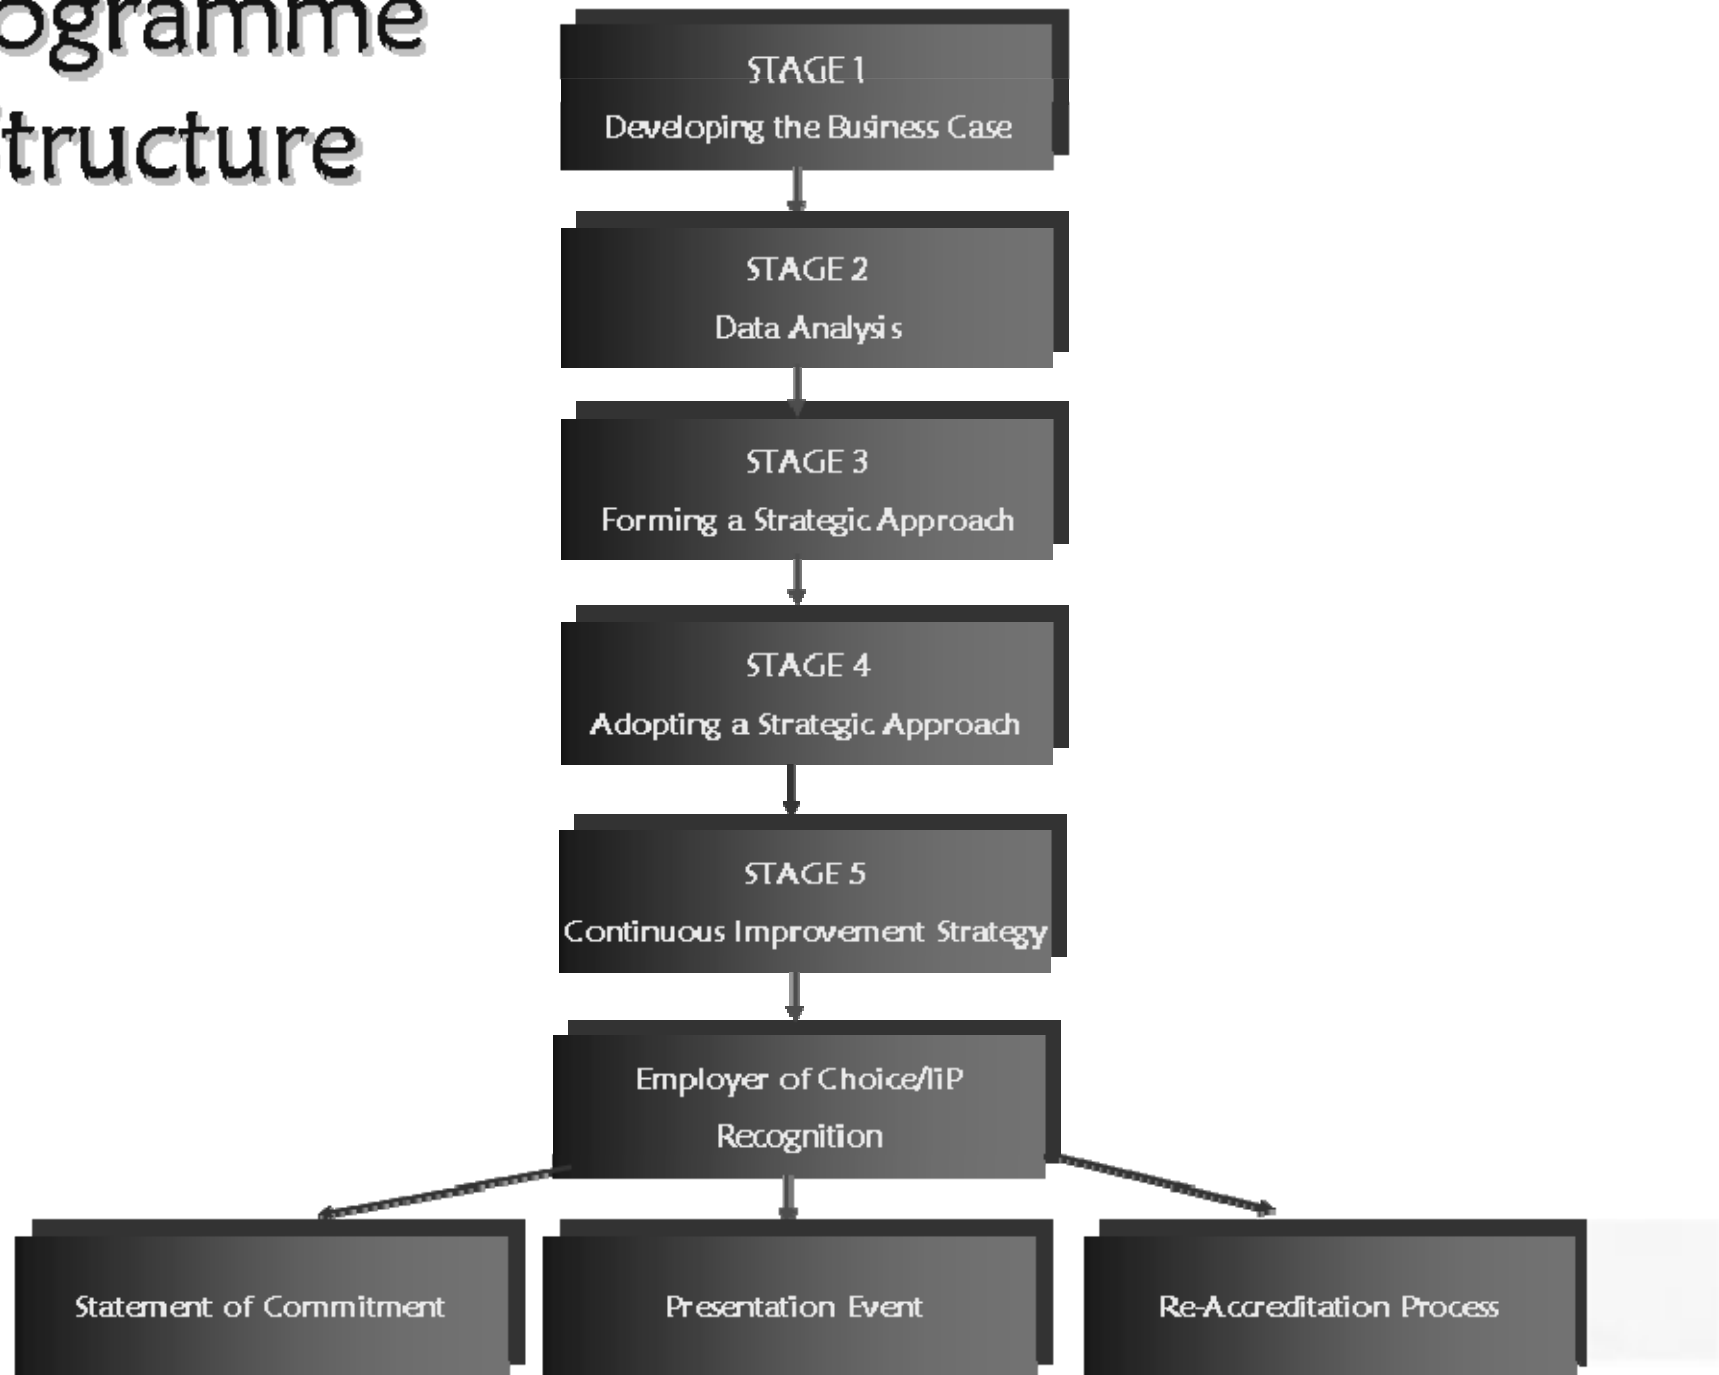 ogramme
tructure
STAGE 1
Developing the Business Case
STAGE 2
Data Analysis
STAGE 3
Forming a Strategic Approach
STAGE 4
Adopting a Strategic Approach
STAGE 5
Continuous Improvement Strategy
Employer of Choice/IiP
Recognition
Statement of Commitment
Presentation Event
Re-Accreditation Process